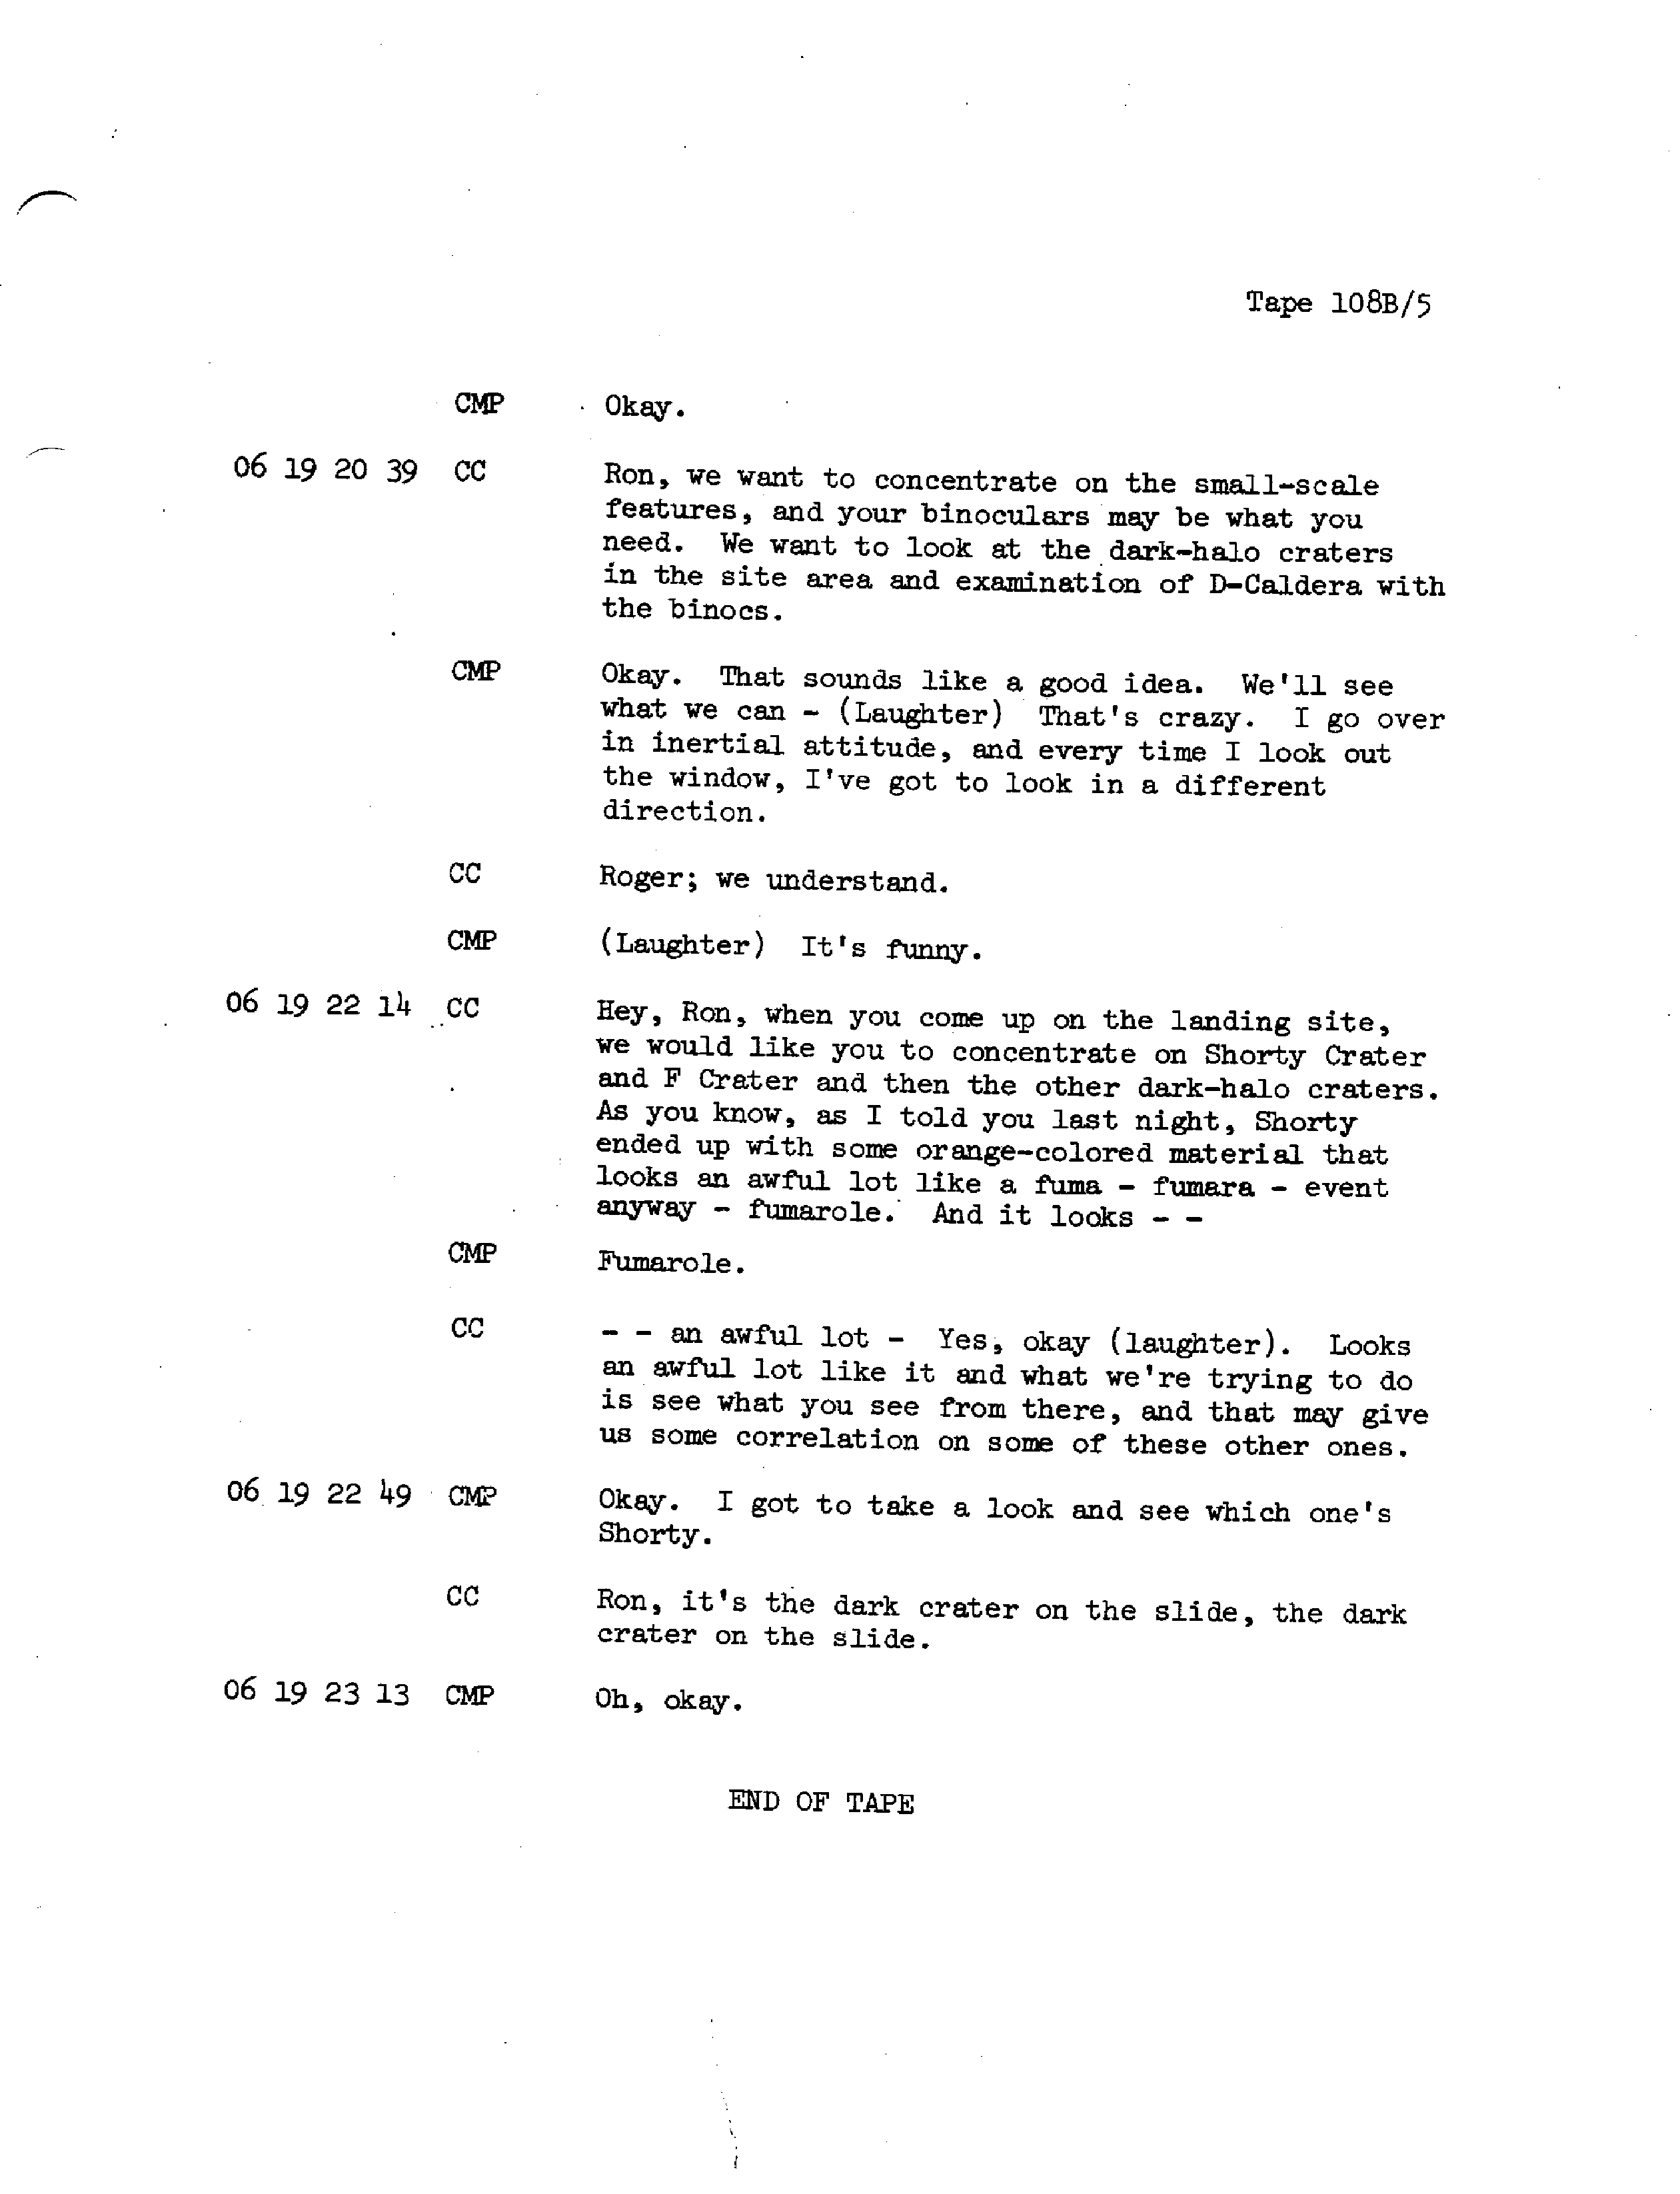 Tape 108B/5
CMP Okay.
06 19 20 39 CC Ron, we want to concentrate on the small-scale
features, and your binoculars may be what you
need. We want to look at the dark-halo craters
in the site area and examination of D-Caldera with
the binocs.
CMP Okay. That sounds like a good idea. We'll see
what we can - (Laughter) That's crazy. I go over
in inertial attitude, and every time I look out
the window, I've got to look in a different
direction.
CC Roger; we understand.
CMP (Laughter) It's funny.
06 19 22 14 CC Hey, Ron, when you come up on the landing site,
we would like you to concentrate on Shorty Crater
and F Crater and then the other dark-halo craters.
As you know, as I told you last night, Shorty
ended up with some orange-colored material that
looks an awful lot like a fuma - fumara - event
anyway - fumarole. And it looks - -
CMP Fumarole.
CC - - an awful lot - Yes, okay (laughter). Looks
an awful lot like it and what we're trying to do
is see what you see from there, and that may give
us some correlation on some of these other ones.
06 19 22 49 CMP Okay. I got to take a look and see which one's
Shorty.
CC Ron, it's the dark crater on the slide, the dark
crater on the slide.
06 19 23 13 CMP Oh, okay.
END OF TAPE